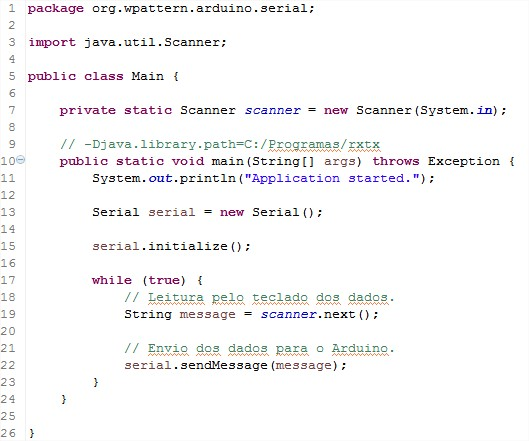 1 package org.wpattern.arduino.serial;
2
3 import java.util.Scanner;
4
5 public class Main {
6
7     private static Scanner scanner = new Scanner(System.in);
8
9     // -Djava.library.path=C:/Programas/rxtx
10     public static void main(String[] args) throws Exception {
11         System.out.println("Application started.");
12
13         Serial serial = new Serial();
14
15         serial.initialize();
16
17         while (true) {
18             // Leitura pelo teclado dos dados.
19             String message = scanner.next();
20
21             // Envio dos dados para o Arduino.
22             serial.sendMessage(message);
23         }
24     }
25
26 }